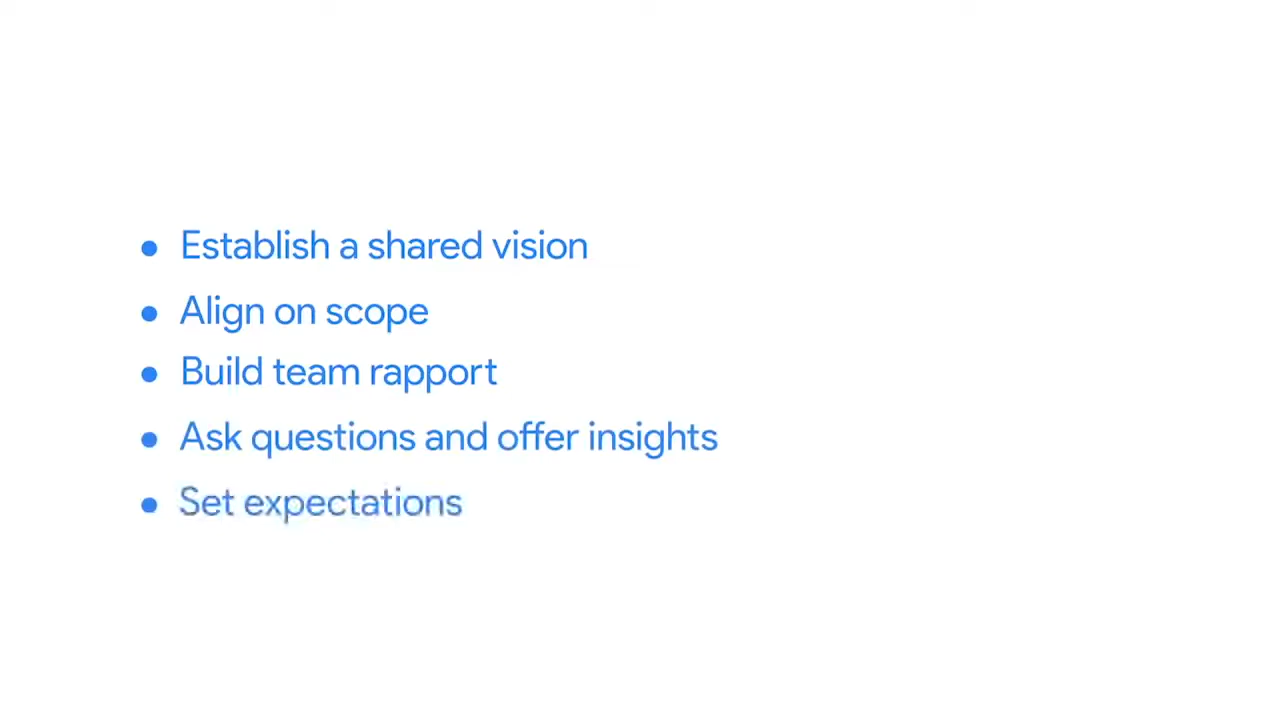 • Establish a shared vision
• Align on scope
• Build team rapport
• Ask questions and offer insights
• Set expectations